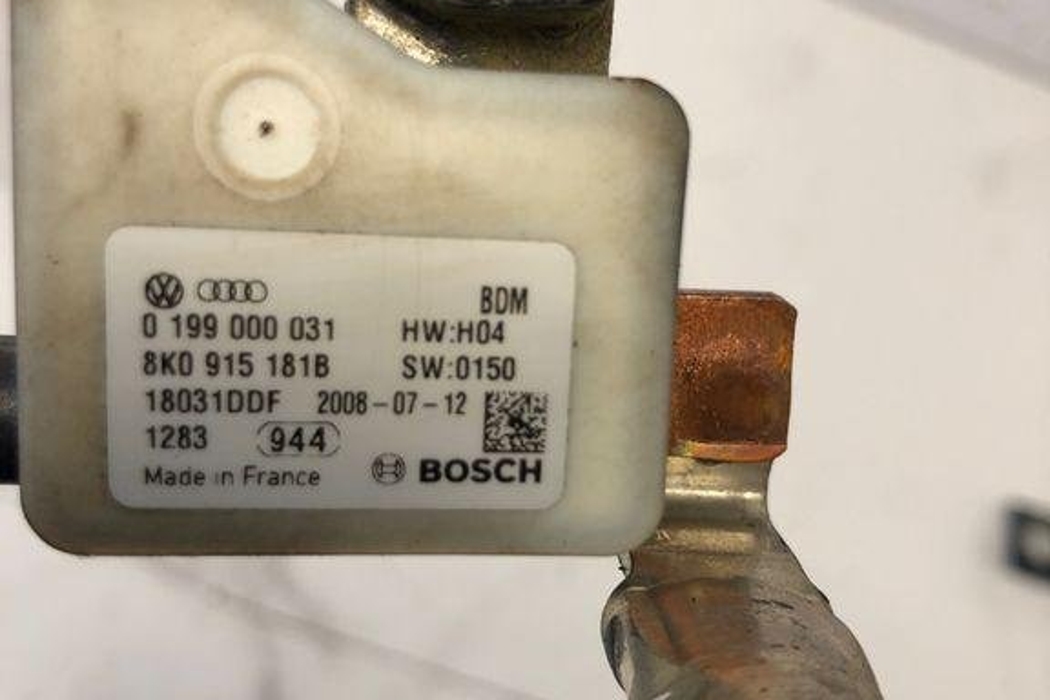 BDM
0 199 000 031 HW:H04
8K0 915 181B SW:0150
18031DDF 2008-07-12
1283 944
Made in France BOSCH